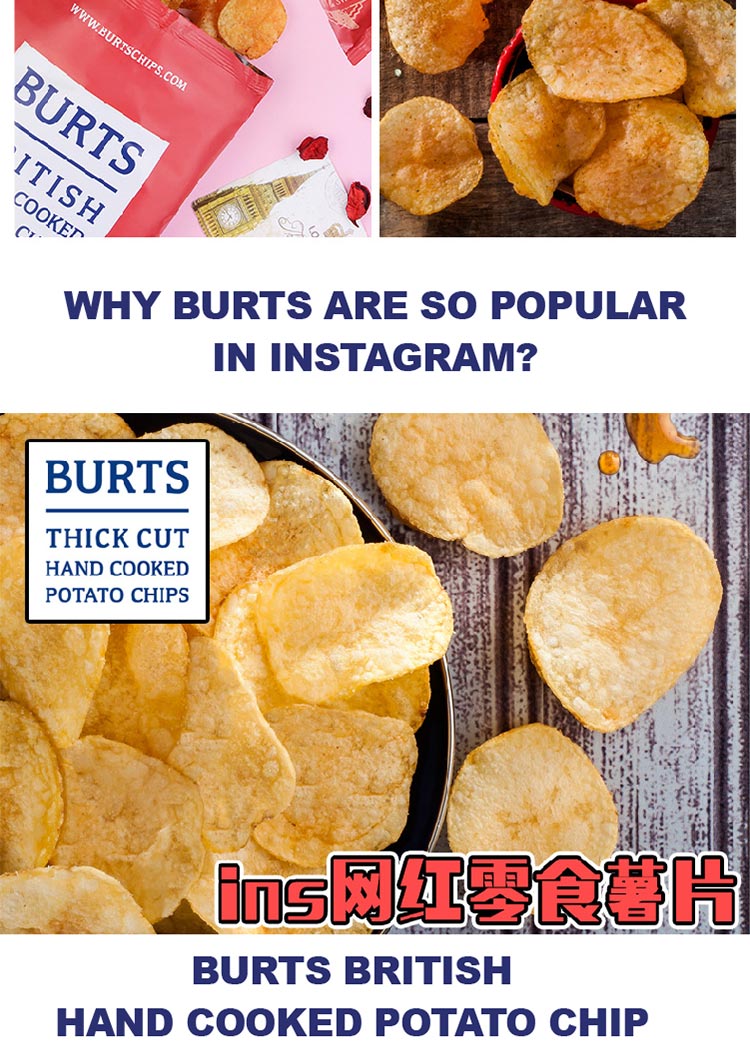 WWW.BURTSCHIPS.COM
BURTS
ITISH
COOKED
WHY BURTS ARE SO POPULAR
IN INSTAGRAM?
BURTS
THICK CUT
HAND COOKED
POTATO CHIPS
ins网红零食薯片
BURTS BRITISH
HAND COOKED POTATO CHIP